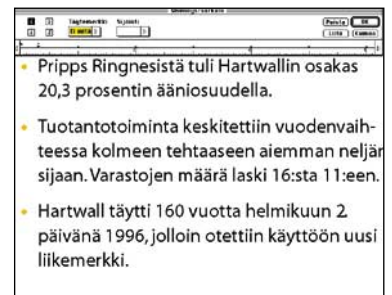 Pripps Ringnesistä tuli Hartwallin osakas
20,3 prosentin ääniosuudella.
Tuotantotoiminta keskitettiin vuodenvaih-
teessa kolmeen tehtaaseen aiemman neljän
sijaan. Varastojen määrä laski 16:sta 11:een.
Hartwall täytti 160 vuotta helmikuun 2.
päivänä 1996, jolloin otettiin käyttöön uusi
liikemerkki.